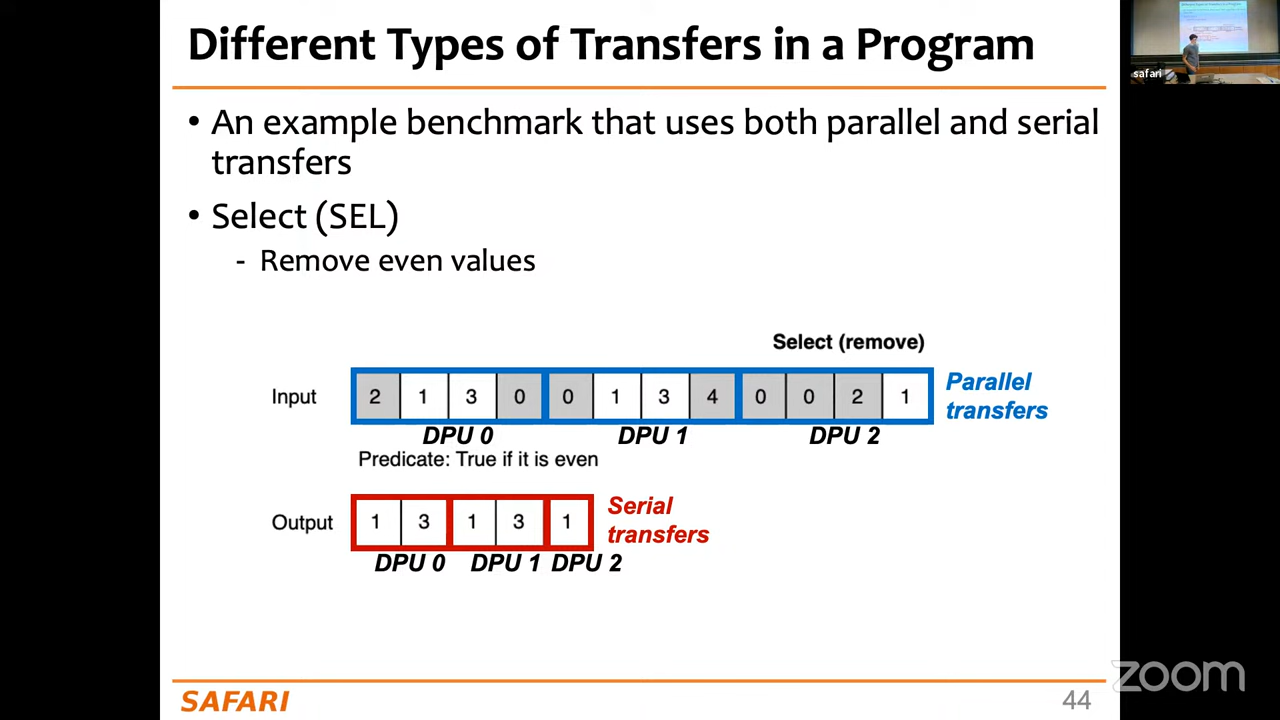 Different Types of Transfers in a Program
safari
• An example benchmark that uses both parallel and serial
transfers
• Select (SEL)
- Remove even values
Select (remove)
Input 2 1 3 0 0 1 3 4 0 0 2 1 Parallel
transfers
DPU 0 DPU 1 DPU 2
Predicate: True if it is even
Output 1 3 1 3 1 Serial
transfers
DPU 0 DPU 1 DPU 2
SAFARI
44
zoom